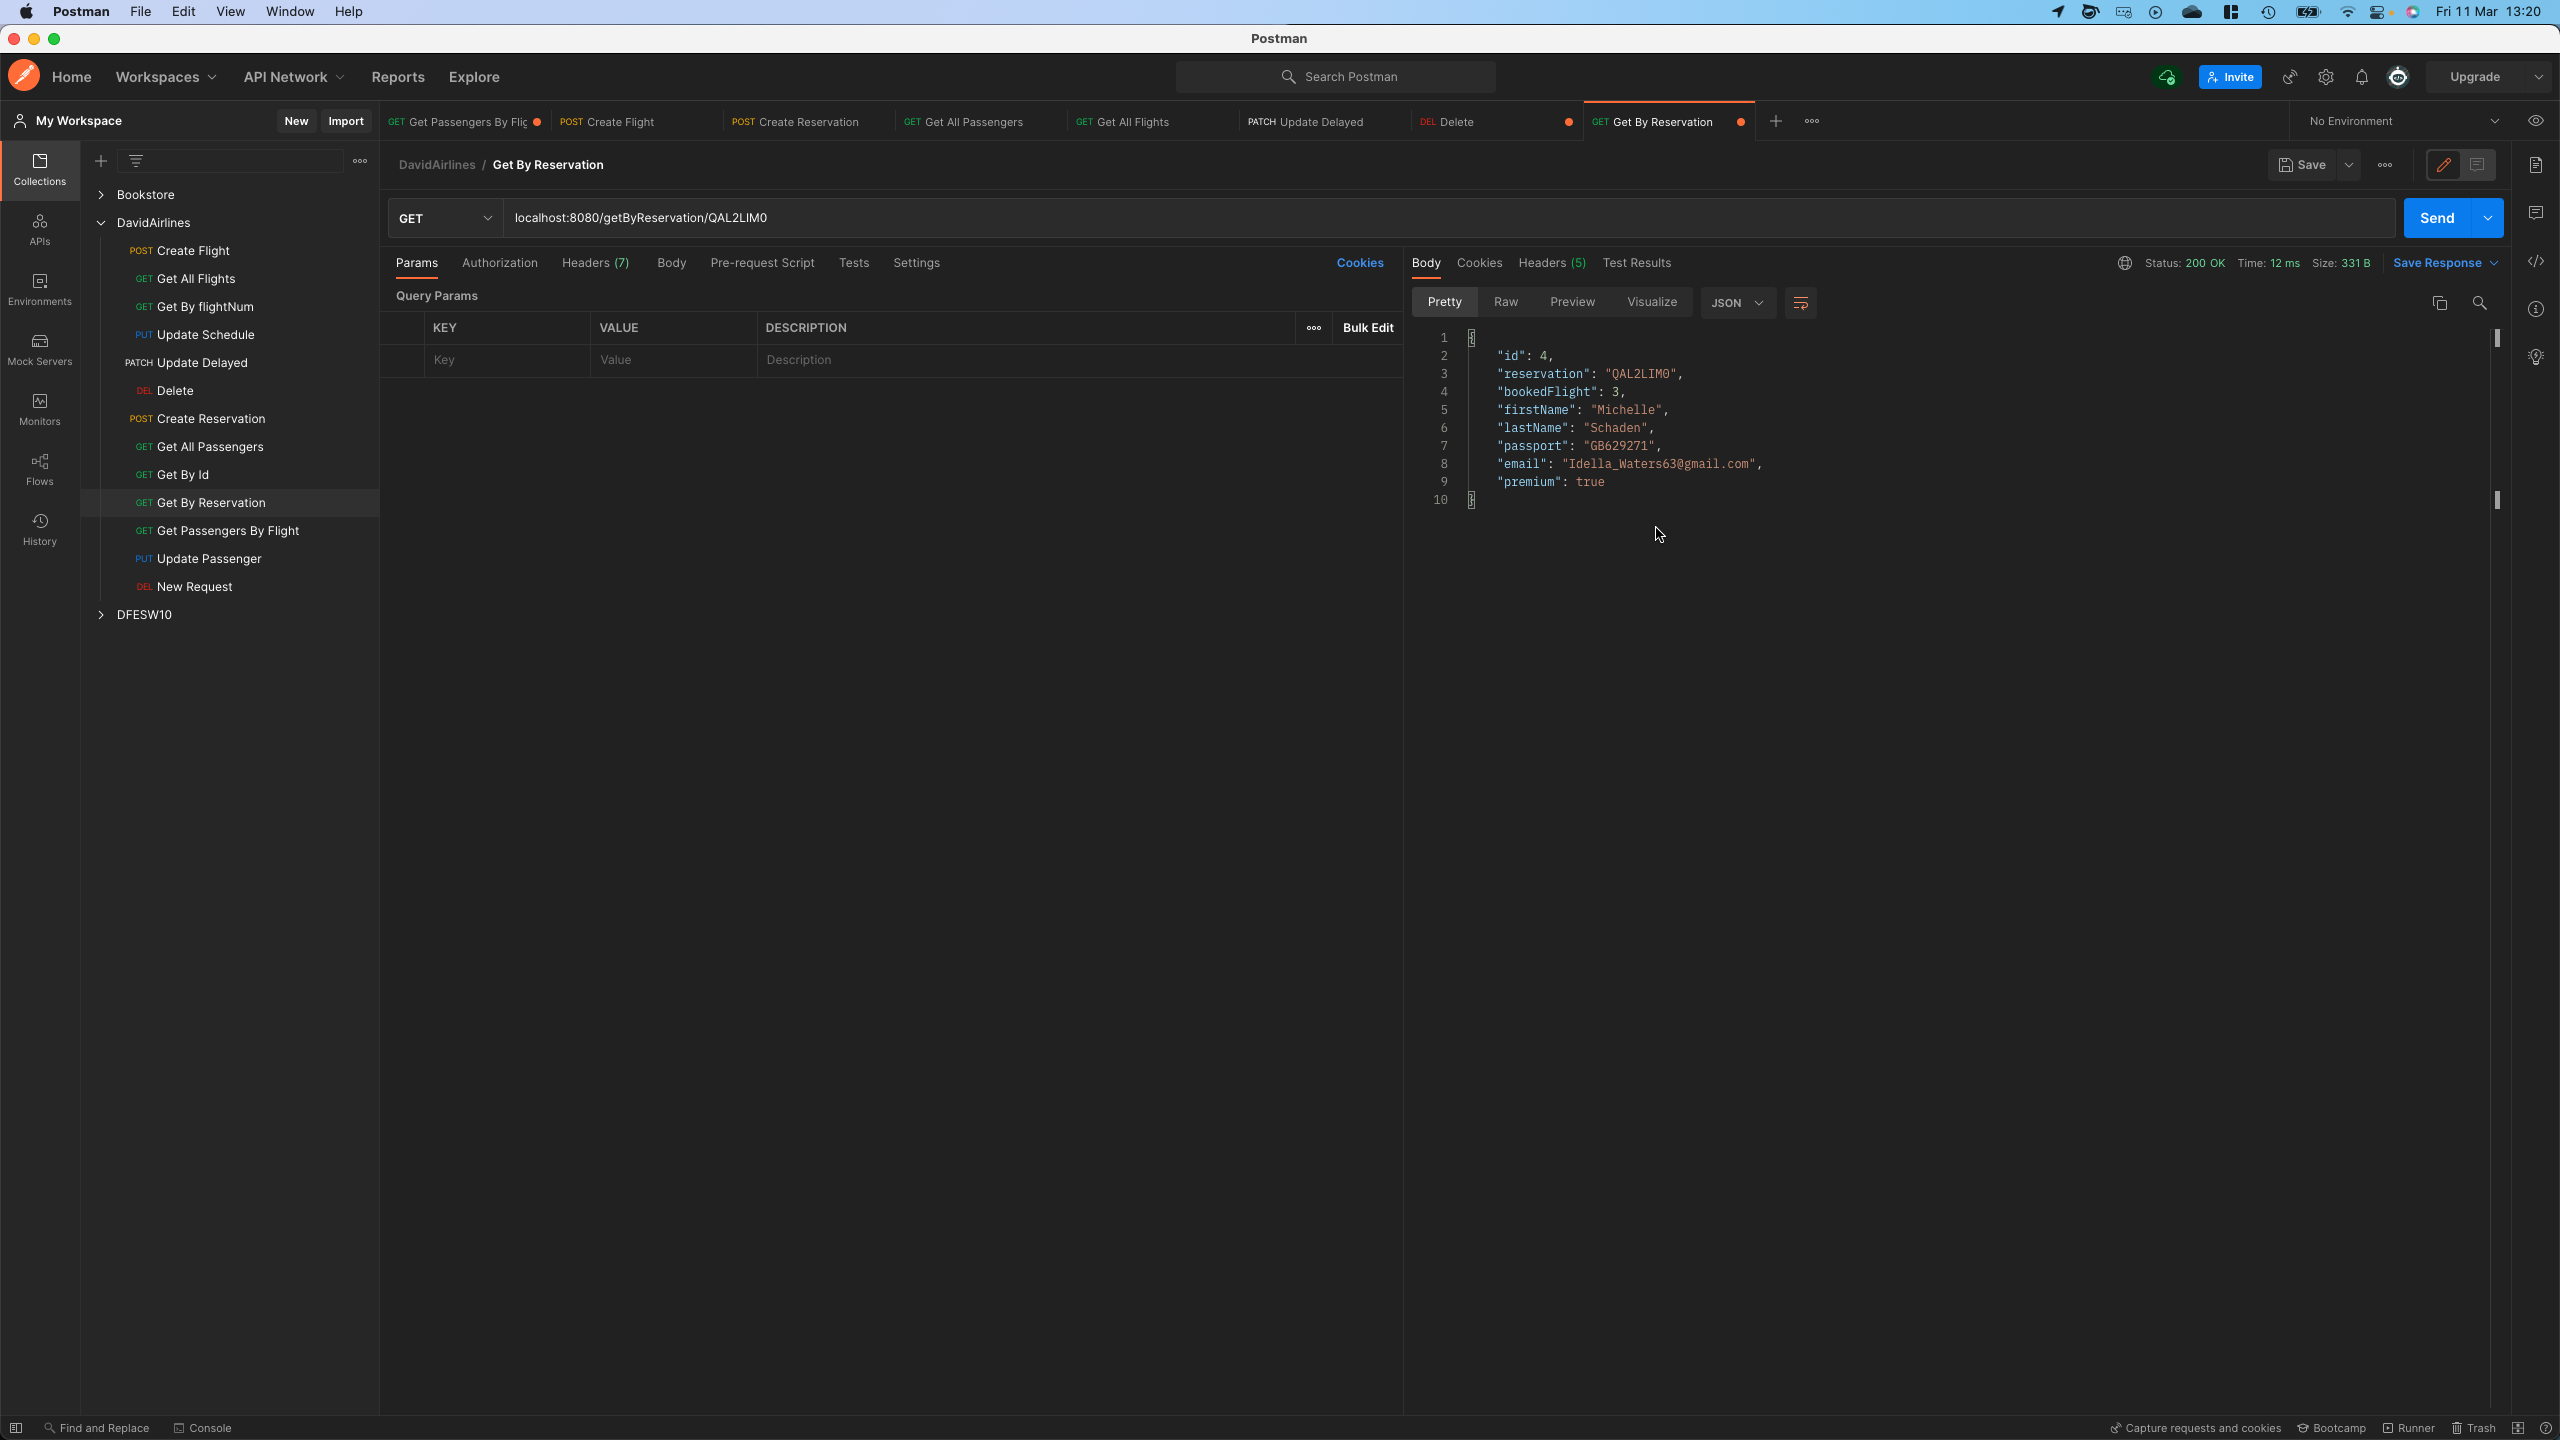 Postman File Edit View Window Help
Fri 11 Mar 13:20
Postman
Home Workspaces API Network Reports Explore
Search Postman
Invite
Upgrade
My Workspace
New Import
GET Get Passengers By Flig
POST Create Flight
POST Create Reservation
GET Get All Passengers
GET Get All Flights
PATCH Update Delayed
DEL Delete
GET Get By Reservation
No Environment
Collections
APIs
Environments
Mock Servers
Monitors
Flows
History
Bookstore
DavidAirlines
POST Create Flight
GET Get All Flights
GET Get By flightNum
PUT Update Schedule
PATCH Update Delayed
DEL Delete
POST Create Reservation
GET Get All Passengers
GET Get By Id
GET Get By Reservation
GET Get Passengers By Flight
PUT Update Passenger
DEL New Request
DFESW10
DavidAirlines / Get By Reservation
Save
GET localhost:8080/getByReservation/QAL2LIM0
Send
Params Authorization Headers (7) Body Pre-request Script Tests Settings Cookies
Query Params
KEY VALUE DESCRIPTION Bulk Edit
Key Value Description
Body Cookies Headers (5) Test Results
Status: 200 OK Time: 12 ms Size: 331 B Save Response
Pretty Raw Preview Visualize JSON
1 {
2 "id": 4,
3 "reservation": "QAL2LIM0",
4 "bookedFlight": 3,
5 "firstName": "Michelle",
6 "lastName": "Schaden",
7 "passport": "GB629271",
8 "email": "Idella_Waters63@gmail.com",
9 "premium": true
10 }
Find and Replace Console
Capture requests and cookies Bootcamp Runner Trash